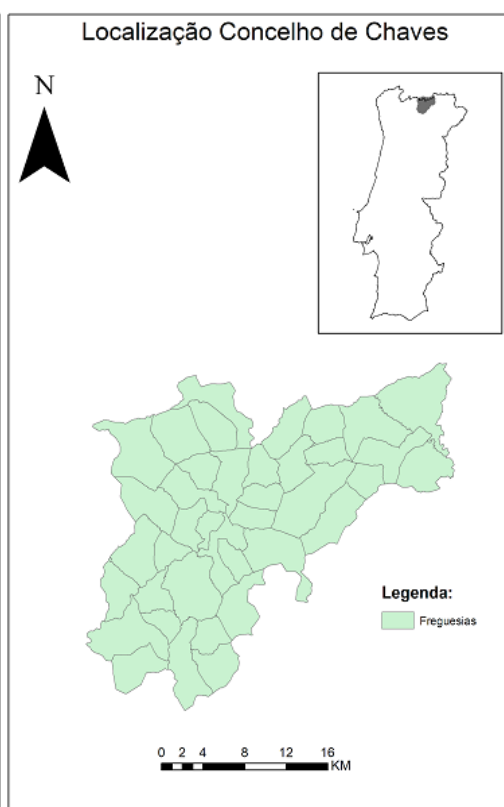 Localização Concelho de Chaves
N
Legenda:
Freguesias
0 2 4 8 12 16
KM